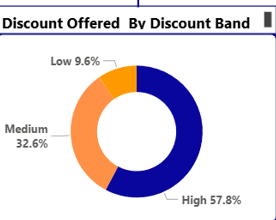 Discount Offered By Discount Band
Low 9.6%
Medium
32.6%
High 57.8%